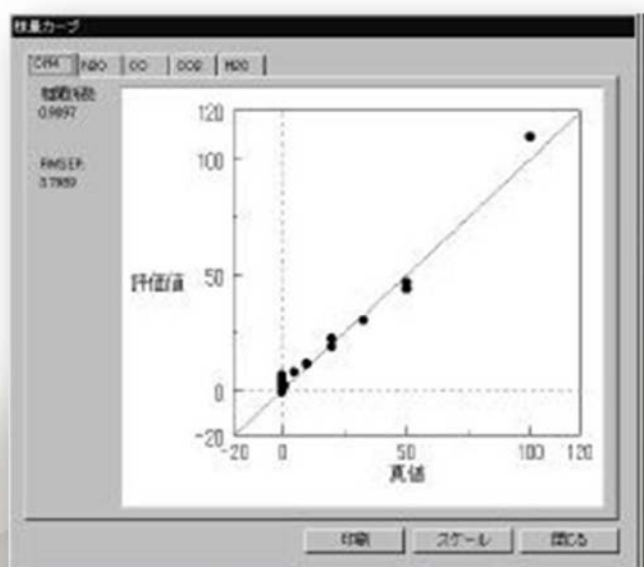 検量カーブ
CH4 N2O CO CO2 H2O
相関係数
0.9897
RMSEP
3.7989
120
100
50
0
-20
評価値
-20 0 50 100 120
真値
印刷 スケール 閉じる